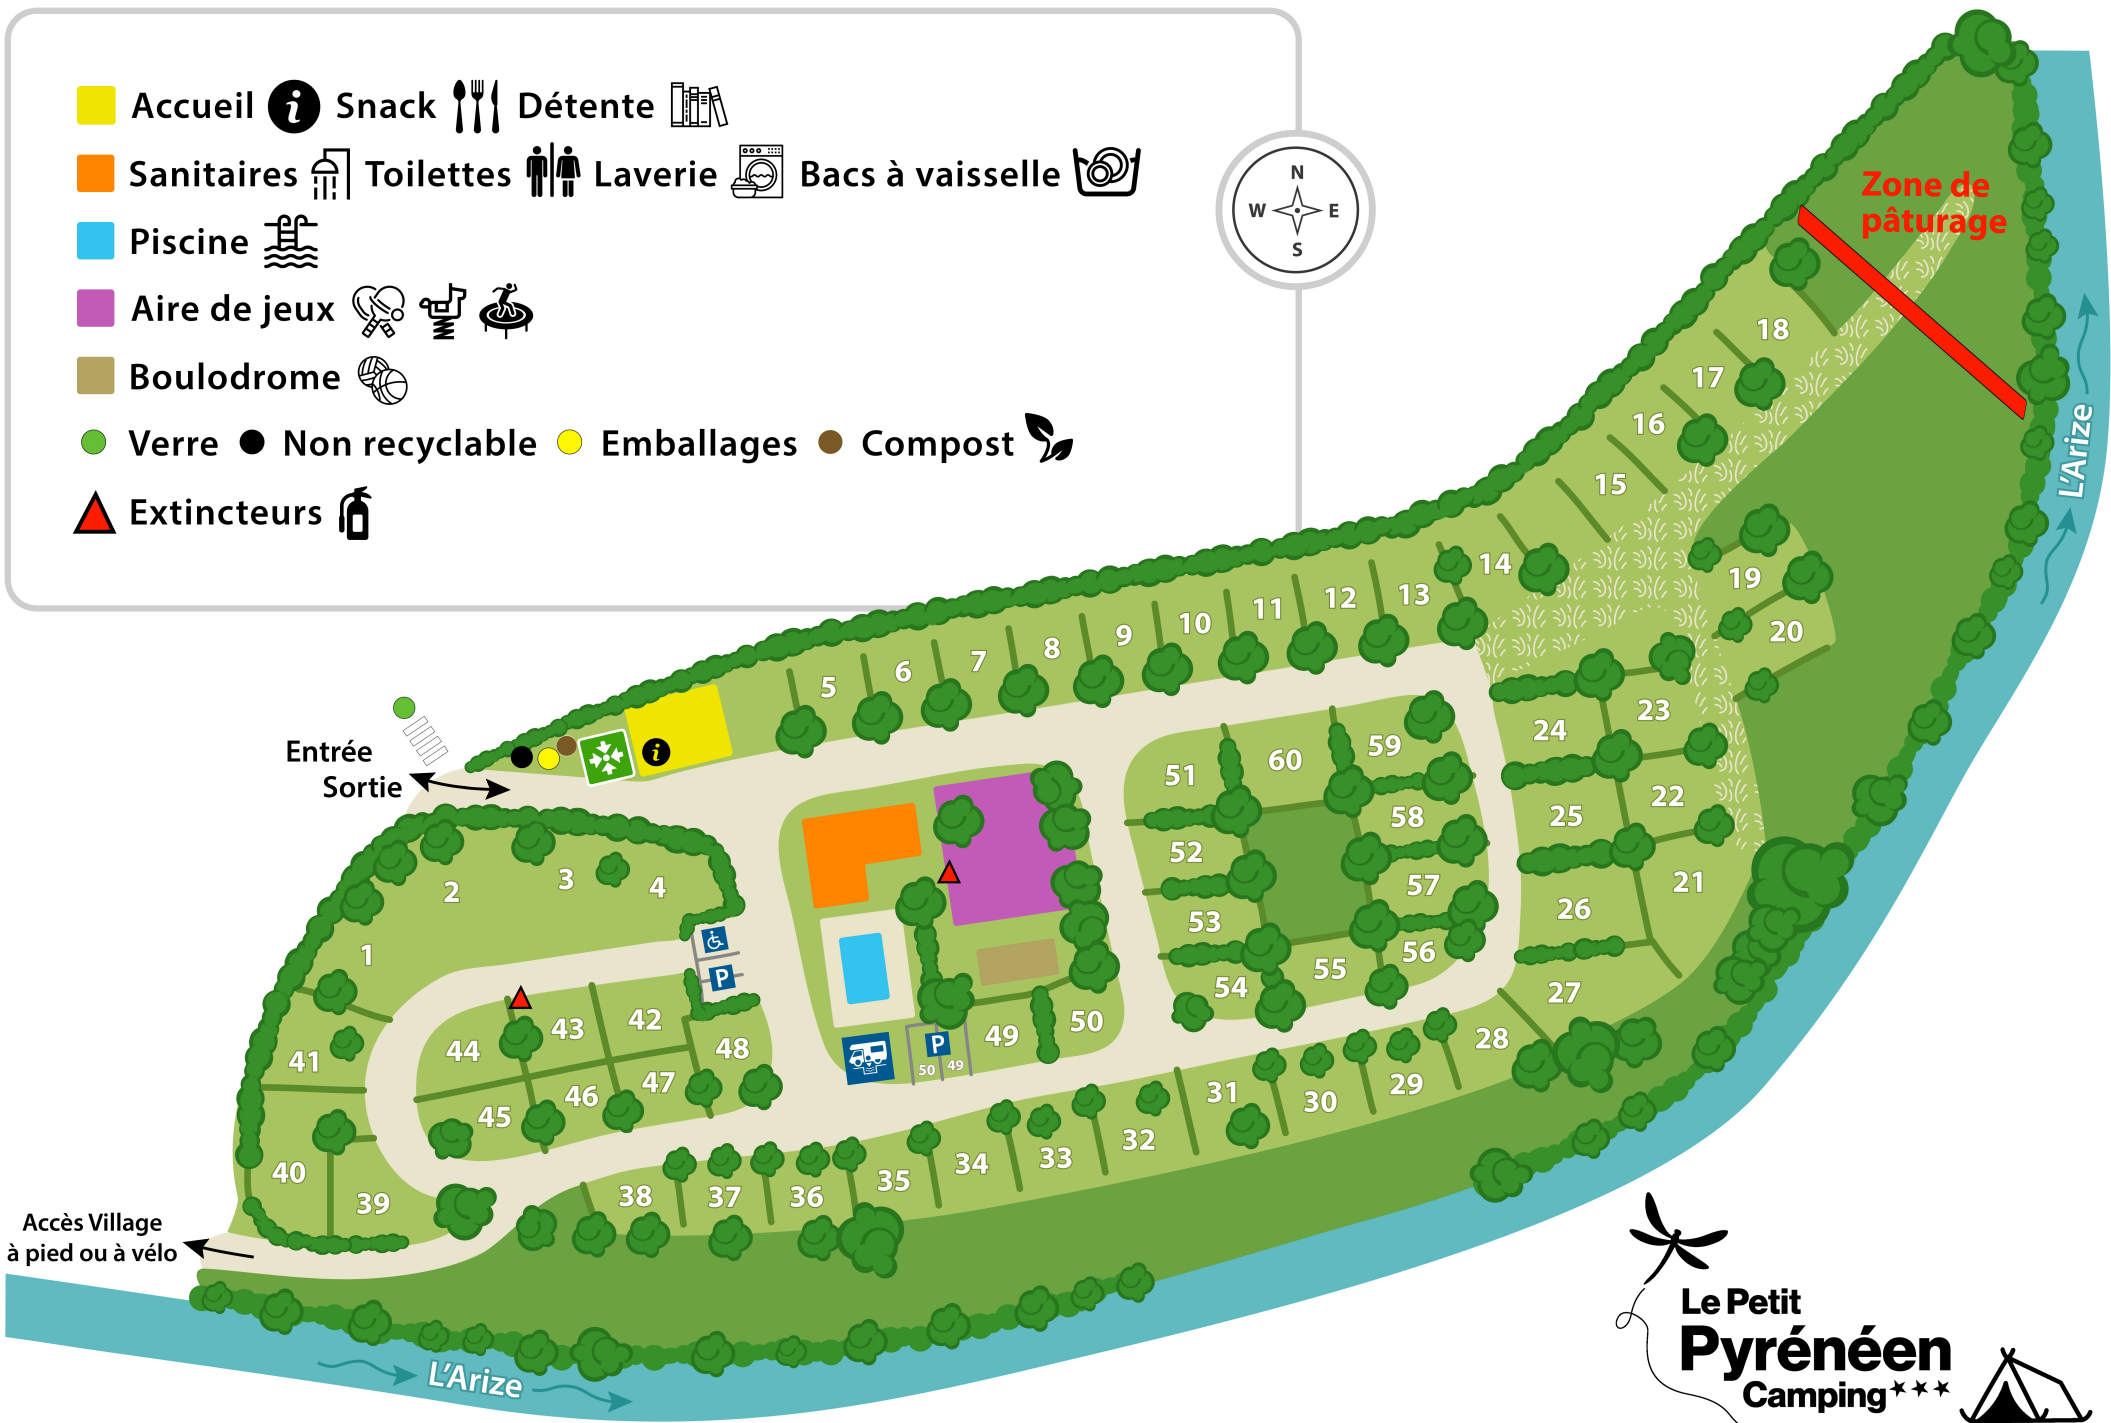 Accueil i Snack Détente
Sanitaires Toilettes Laverie Bacs à vaisselle
Piscine
Aire de jeux
Boulodrome
Verre Non recyclable Emballages Compost
Extincteurs
N
W E
S
Zone de
pâturage
L'Arize
18
17
16
15
14
13
12
11
10
9
8
7
6
5
19
20
23
24
22
25
21
26
27
28
Entrée
Sortie
i
51
60
59
58
52
57
53
56
55
54
2
3
4
1
P
43
42
44
48
41
47
46
45
49
50
P
50 49
31
30
29
32
33
34
35
36
37
38
40
39
Accès Village
à pied ou à vélo
L'Arize
Le Petit
Pyrénéen
Camping